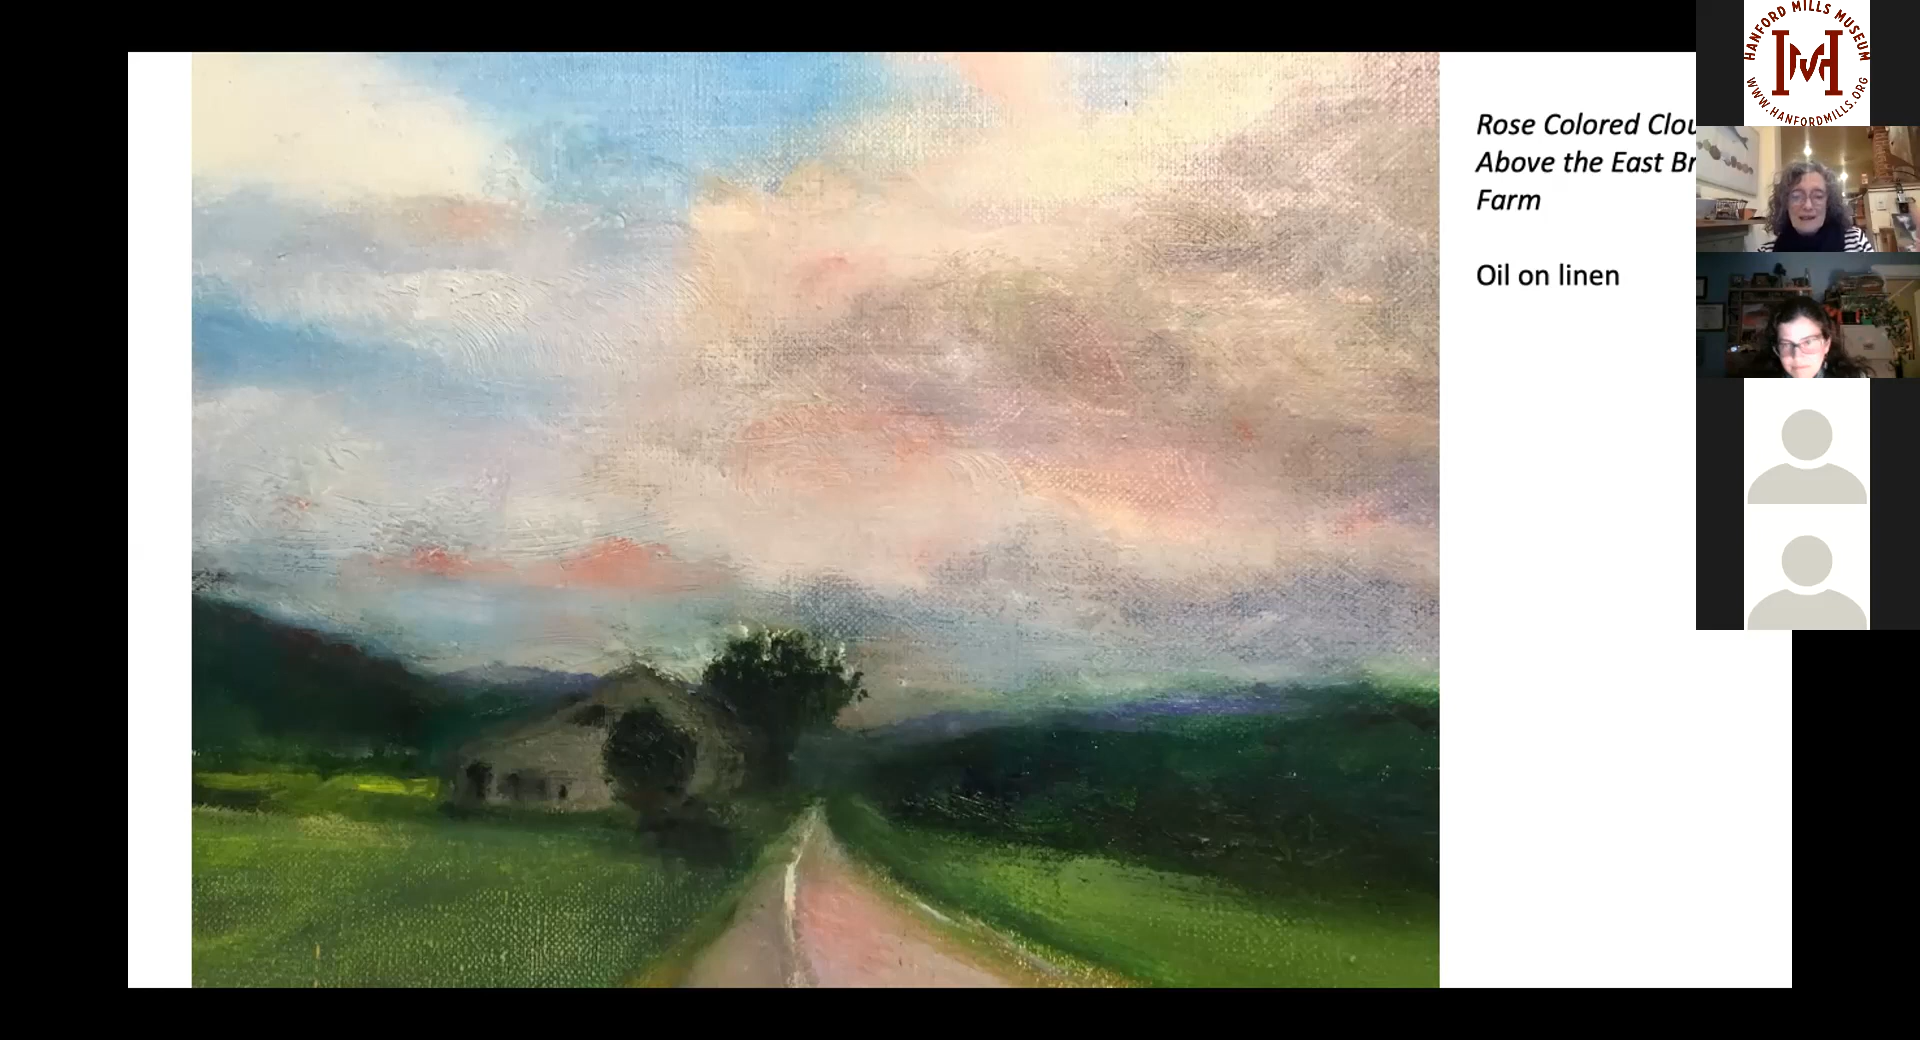 Rose Colored Clou
Above the East Br
Farm
Oil on linen
HANFORD MILLS MUSEUM
WWW.HANFORDMILLS.ORG